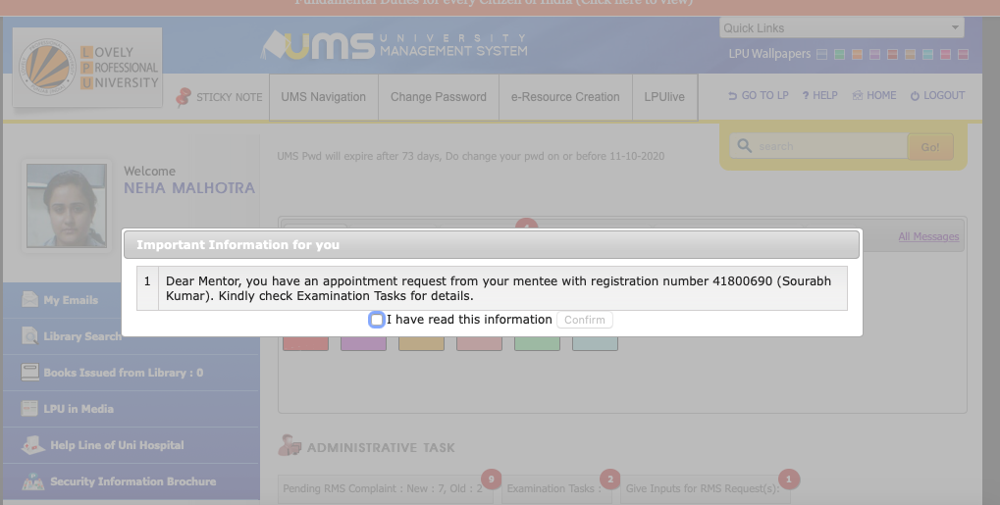 Fundamental Duties for every Citizen of India (Click here to view)
LOVELY
PROFESSIONAL
UNIVERSITY
UMS UNIVERSITY
MANAGEMENT SYSTEM
Quick Links
LPU Wallpapers
STICKY NOTE
UMS Navigation
Change Password
e-Resource Creation
LPUlive
GO TO LP
? HELP
HOME
LOGOUT
UMS Pwd will expire after 73 days, Do change your pwd on or before 11-10-2020
search
Go!
Welcome
NEHA MALHOTRA
All Messages
Important Information for you
1 Dear Mentor, you have an appointment request from your mentee with registration number 41800690 (Sourabh
Kumar). Kindly check Examination Tasks for details.
I have read this information Confirm
My Emails
Library Search
Books Issued from Library : 0
LPU in Media
Help Line of Uni Hospital
Security Information Brochure
ADMINISTRATIVE TASK
Pending RMS Complaint : New : 7, Old : 2 9
Examination Tasks : 2
Give Inputs for RMS Request(s): 1